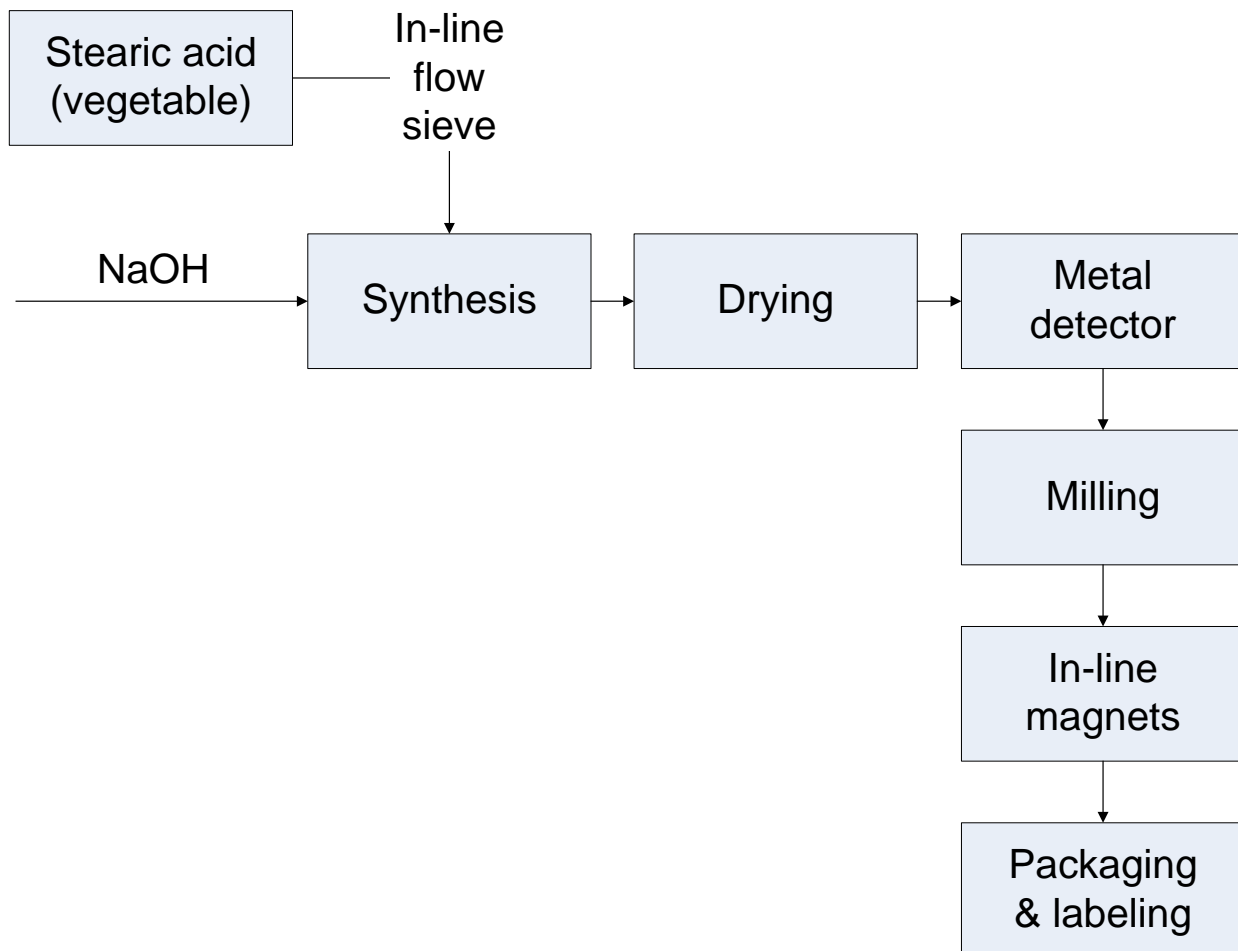 Stearic acid
(vegetable)
In-line
flow
sieve
NaOH
Synthesis
Drying
Metal
detector
Milling
In-line
magnets
Packaging
& labeling